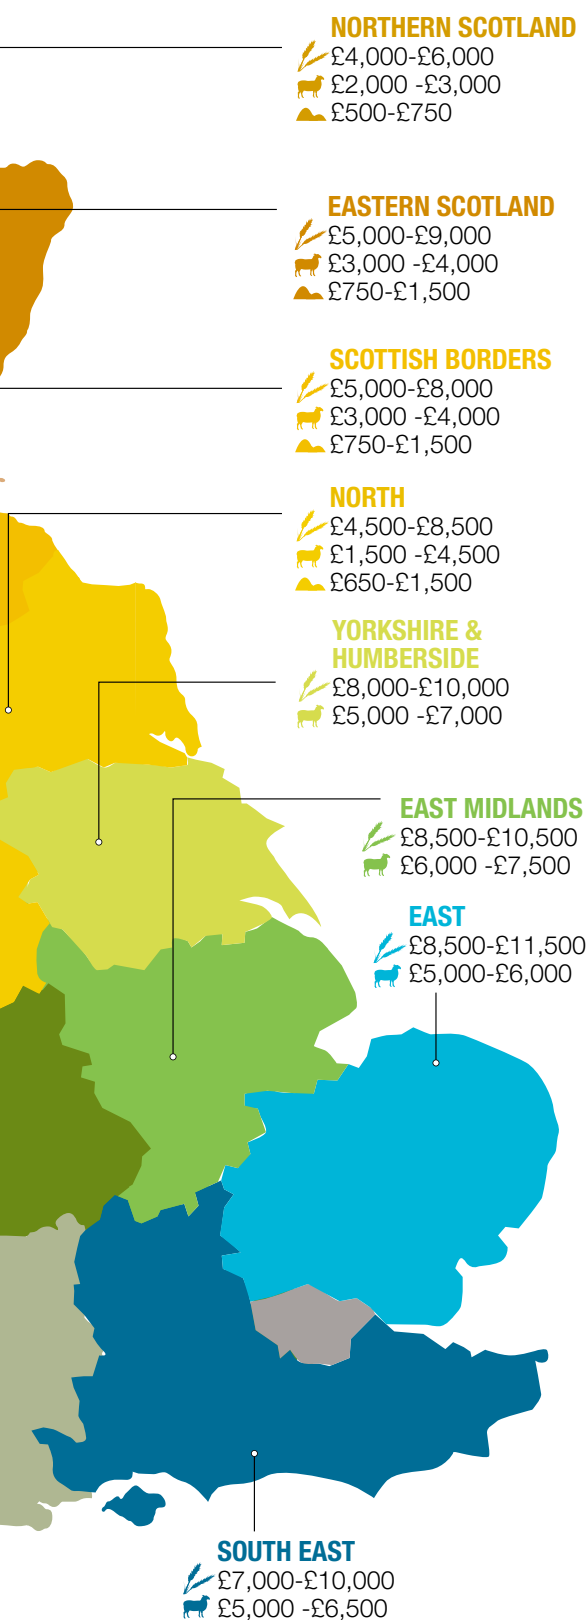 NORTHERN SCOTLAND
£4,000-£6,000
£2,000 -£3,000
£500-£750
EASTERN SCOTLAND
£5,000-£9,000
£3,000 -£4,000
£750-£1,500
SCOTTISH BORDERS
£5,000-£8,000
£3,000 -£4,000
£750-£1,500
NORTH
£4,500-£8,500
£1,500 -£4,500
£650-£1,500
YORKSHIRE &
HUMBERSIDE
£8,000-£10,000
£5,000 -£7,000
EAST MIDLANDS
£8,500-£10,500
£6,000 -£7,500
EAST
£8,500-£11,500
£5,000-£6,000
SOUTH EAST
£7,000-£10,000
£5,000 -£6,500